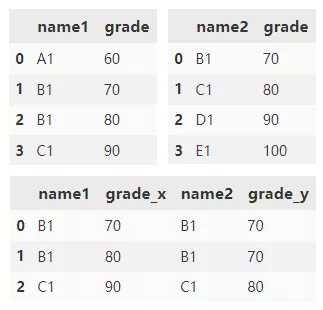 name1 grade
0 A1 60
1 B1 70
2 B1 80
3 C1 90
name2 grade
0 B1 70
1 C1 80
2 D1 90
3 E1 100
name1 grade_x name2 grade_y
0 B1 70 B1 70
1 B1 80 B1 70
2 C1 90 C1 80